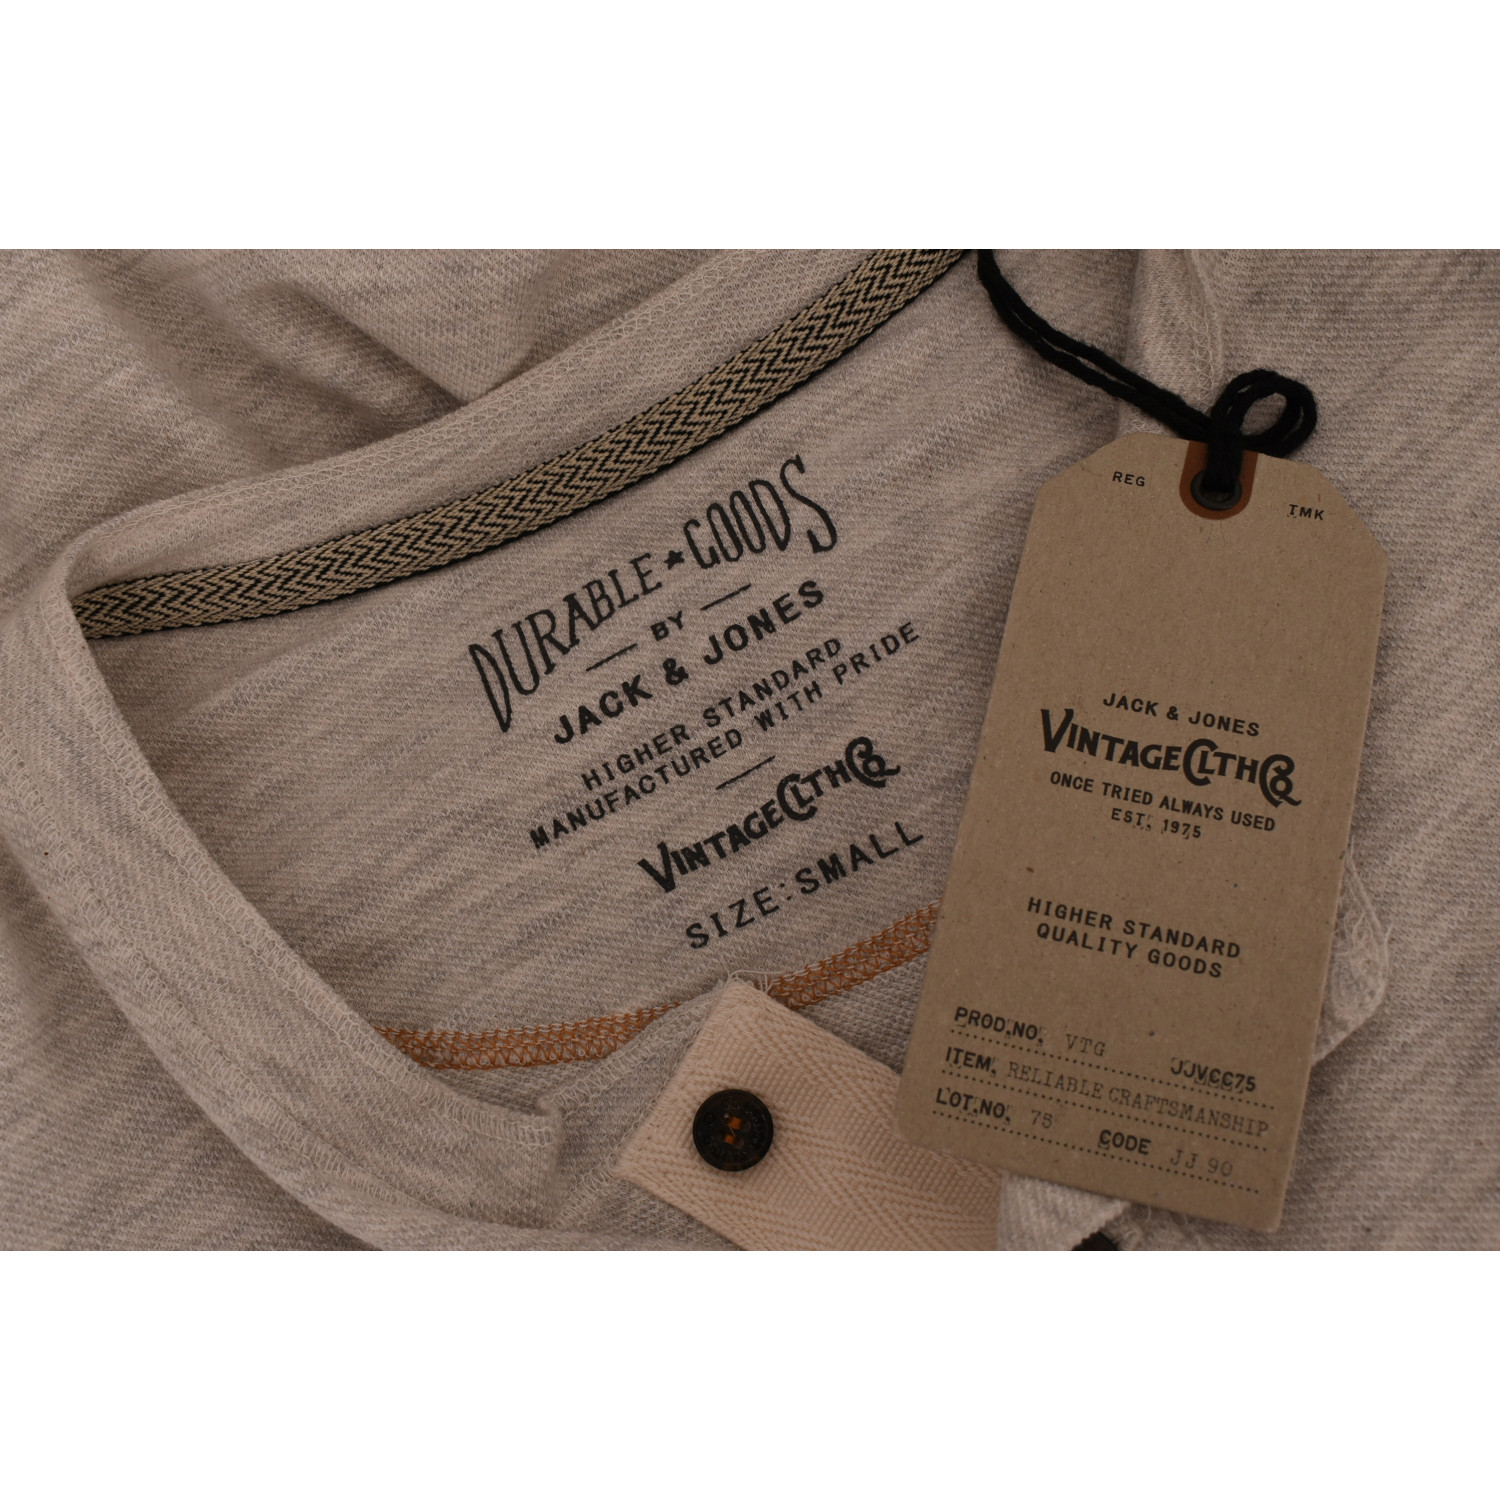 DURABLE★GOODS
BY
JACK & JONES
HIGHER STANDARD
MANUFACTURED WITH PRIDE
VINTAGE CLTH CO
SIZE:SMALL
REG TMK
JACK & JONES
VINTAGE CLTH CO
ONCE TRIED ALWAYS USED
EST. 1975
HIGHER STANDARD
QUALITY GOODS
PROD.NO. VTG JJVCC75
ITEM. RELIABLE CRAFTSMANSHIP
LOT.NO. 75 CODE JJ 90